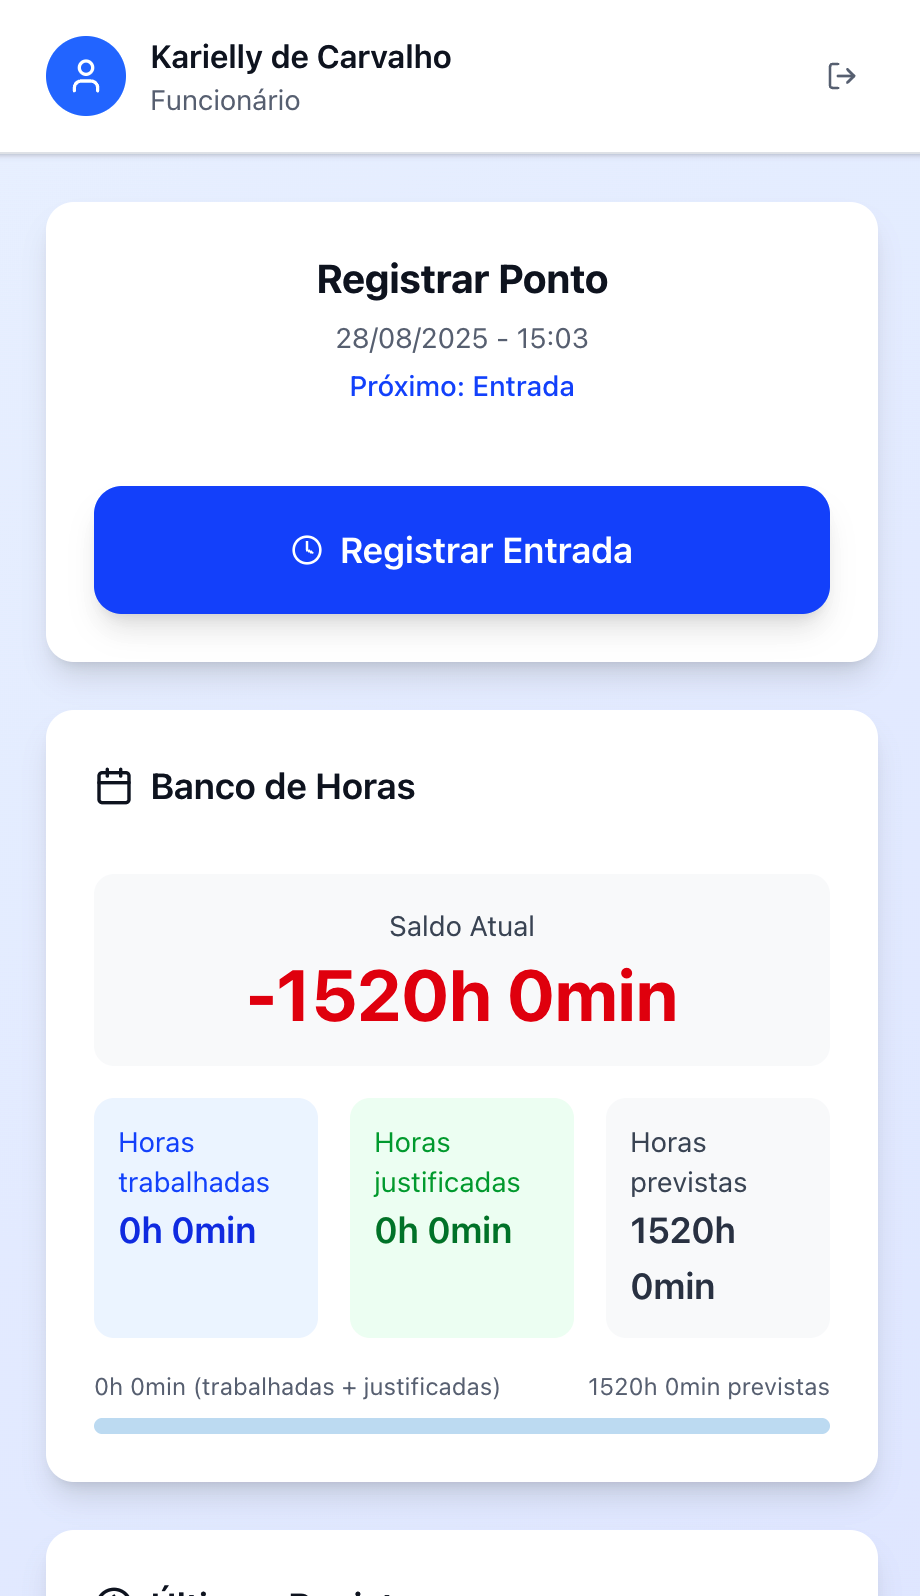 Karielly de Carvalho
Funcionário
Registrar Ponto
28/08/2025 - 15:03
Próximo: Entrada
Registrar Entrada
Banco de Horas
Saldo Atual
-1520h 0min
Horas
trabalhadas
0h 0min
Horas
justificadas
0h 0min
Horas
previstas
1520h
0min
0h 0min (trabalhadas + justificadas)
1520h 0min previstas